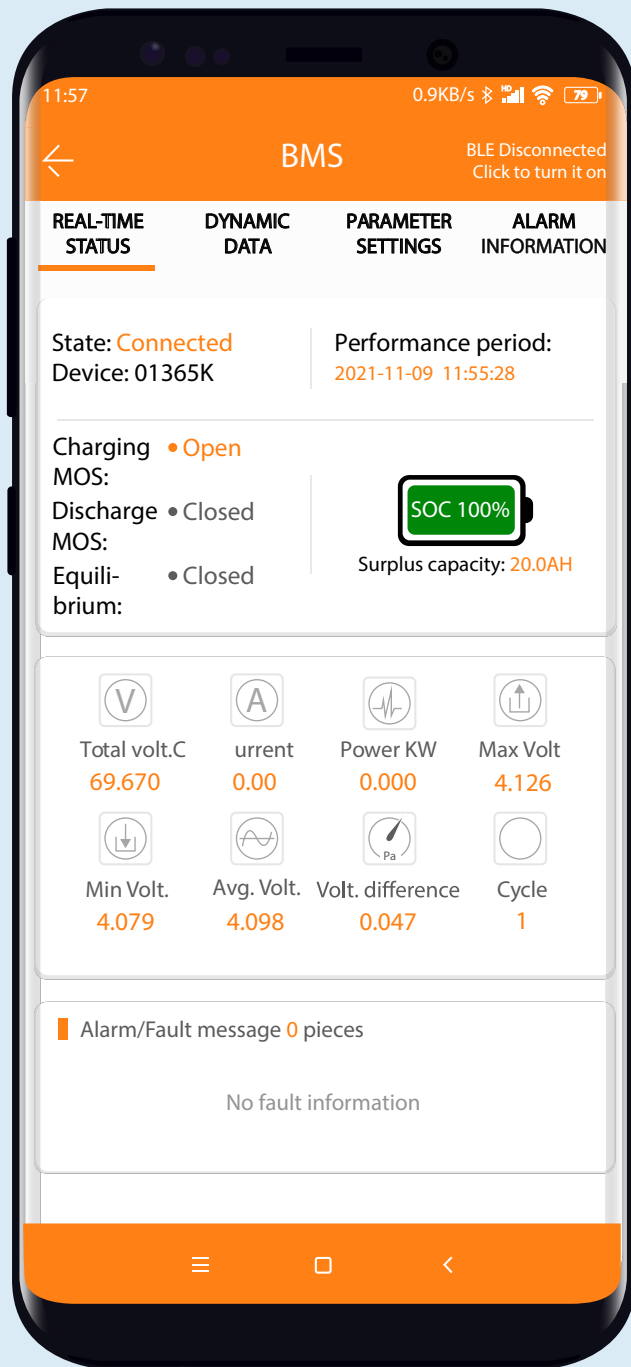 11:57 0.9KB/s HD 79
BMS
BLE Disconnected
Click to turn it on
REAL-TIME
STATUS
DYNAMIC
DATA
PARAMETER
SETTINGS
ALARM
INFORMATION
State: Connected
Device: 01365K
Performance period:
2021-11-09 11:55:28
Charging
MOS:
• Open
Discharge
MOS:
• Closed
Equili-
brium:
• Closed
SOC 100%
Surplus capacity: 20.0AH
V A
Total volt.C urrent Power KW Max Volt
69.670 0.00 0.000 4.126
Pa
Min Volt. Avg. Volt. Volt. difference Cycle
4.079 4.098 0.047 1
Alarm/Fault message 0 pieces
No fault information